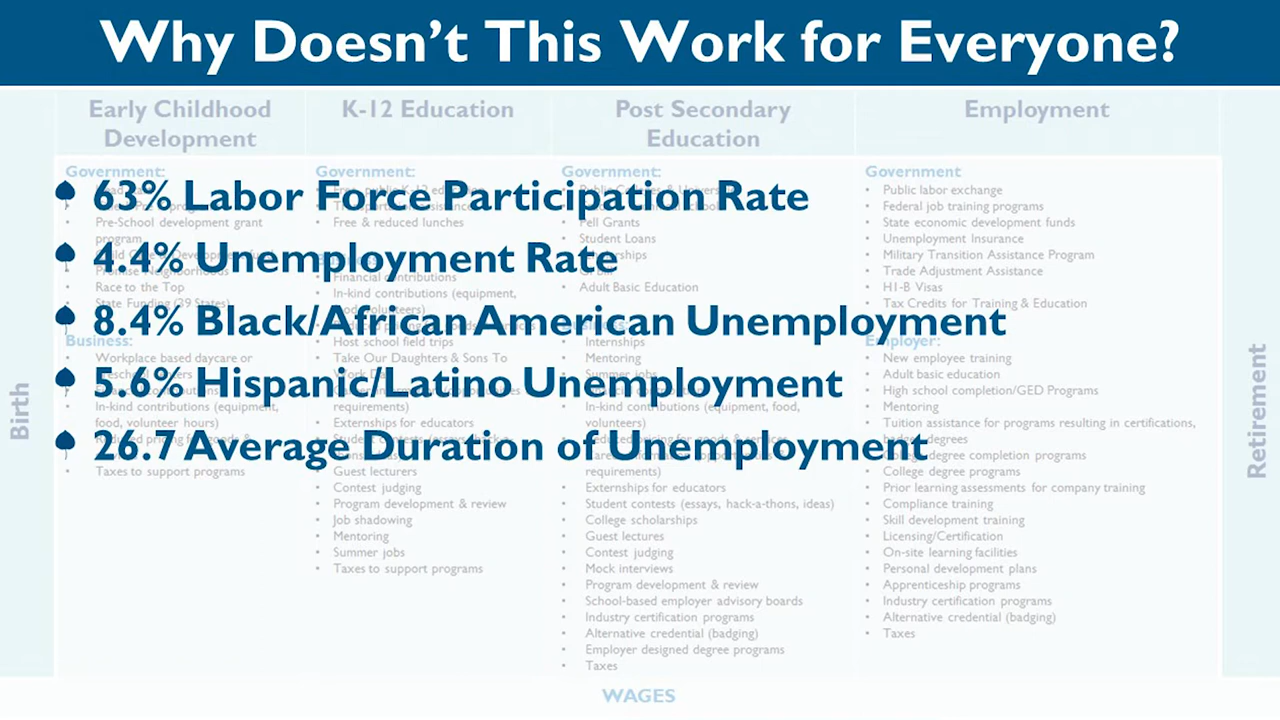 Why Doesn't This Work for Everyone?
Early Childhood
Development
K-12 Education
Post Secondary
Education
Employment
63% Labor Force Participation Rate
4.4% Unemployment Rate
8.4% Black/African American Unemployment
5.6% Hispanic/Latino Unemployment
26.7 Average Duration of Unemployment
Birth
Government:
Pre-School development grant
program
Race to the Top
State Funding (39 States)
Business:
Workplace based daycare or
In-kind contributions (equipment,
food, volunteer hours)
Taxes to support programs
Government:
Free & reduced lunches
Financial contributions
In-kind contributions (equipment,
Host school field trips
Take Our Daughters & Sons To
requirements)
Externships for educators
Guest lecturers
Contest judging
Program development & review
Job shadowing
Mentoring
Summer jobs
Taxes to support programs
Government:
Pell Grants
Student Loans
Adult Basic Education
Internships
Mentoring
Summer jobs
In-kind contributions (equipment, food,
volunteers)
requirements)
Externships for educators
Student contests (essays, hack-a-thons, ideas)
College scholarships
Guest lectures
Contest judging
Mock interviews
Program development & review
School-based employer advisory boards
Industry certification programs
Alternative credential (badging)
Employer designed degree programs
Taxes
Government
Public labor exchange
Federal job training programs
State economic development funds
Unemployment Insurance
Military Transition Assistance Program
Trade Adjustment Assistance
H1-B Visas
Tax Credits for Training & Education
Employer:
New employee training
Adult basic education
High school completion/GED Programs
Mentoring
Tuition assistance for programs resulting in certifications,
degrees
College degree completion programs
College degree programs
Prior learning assessments for company training
Compliance training
Skill development training
Licensing/Certification
On-site learning facilities
Personal development plans
Apprenticeship programs
Industry certification programs
Alternative credential (badging)
Taxes
Retirement
WAGES